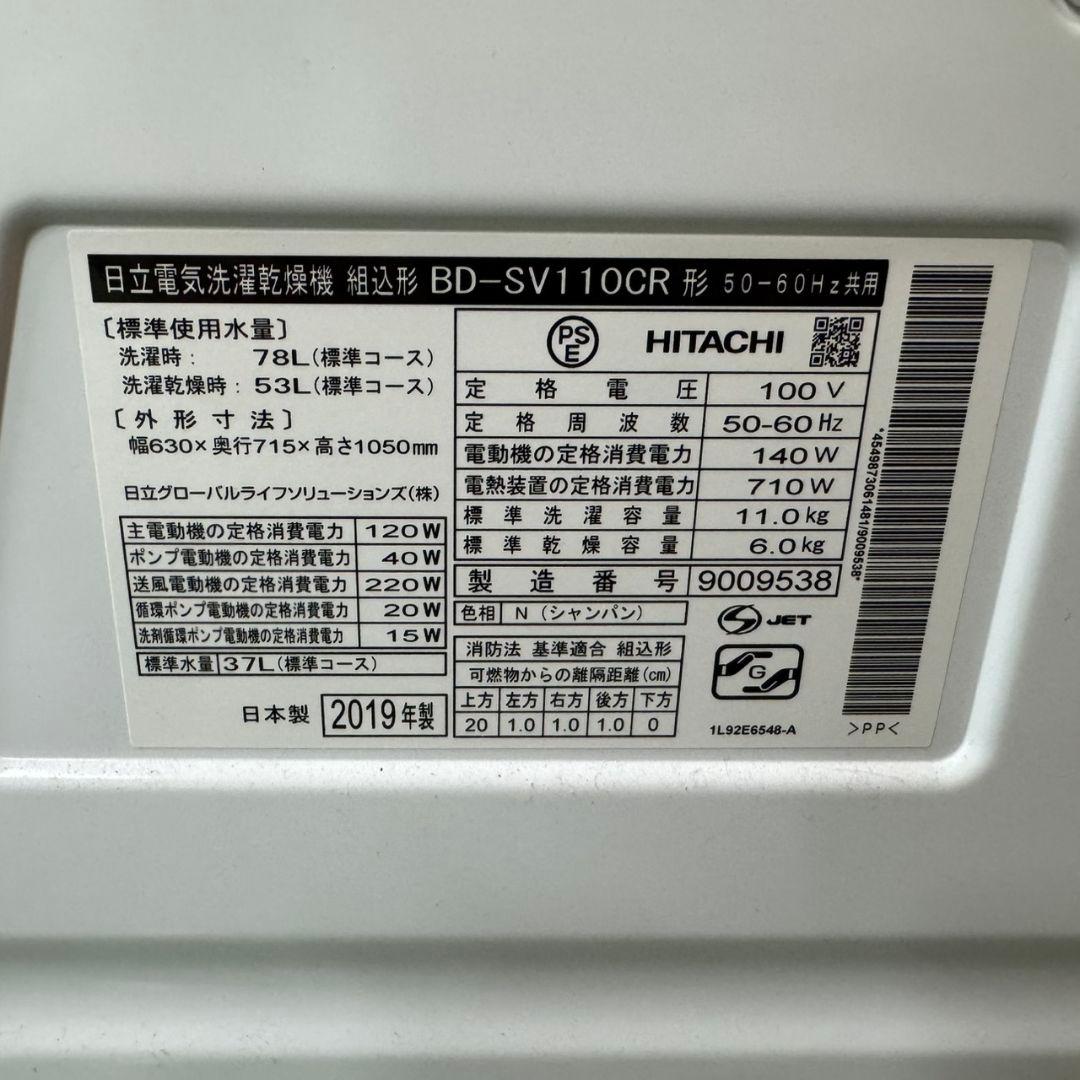 日立電気洗濯乾燥機 組込形 BD-SV110CR 形 50-60Hz共用
〔標準使用水量〕
洗濯時: 78L(標準コース)
洗濯乾燥時: 53L(標準コース)
〔外形寸法〕
幅630×奥行715×高さ1050mm
日立グローバルライフソリューションズ(株)
主電動機の定格消費電力 120W
ポンプ電動機の定格消費電力 40W
送風電動機の定格消費電力 220W
循環ポンプ電動機の定格消費電力 20W
洗剤循環ポンプ電動機の定格消費電力 15W
標準水量 37L(標準コース)
日本製 2019年製
PSE HITACHI
定格電圧 100V
定格周波数 50-60Hz
電動機の定格消費電力 140W
電熱装置の定格消費電力 710W
標準洗濯容量 11.0kg
標準乾燥容量 6.0kg
製造番号 9009538
色相 N(シャンパン)
消防法 基準適合 組込形
可燃物からの離隔距離(cm)
上方 左方 右方 後方 下方
20 1.0 1.0 1.0 0
S JET
G
1L92E6548-A
>PP<
*4549873061481/9009538*